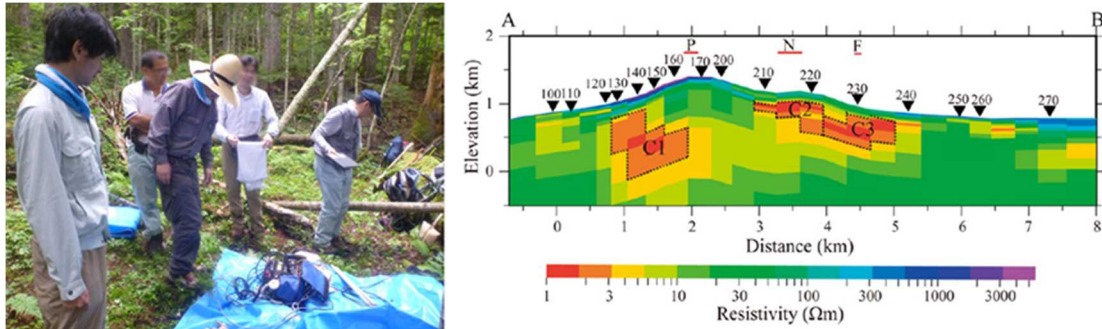 A B
P N F
100 110 120 130 140 150 160 170 200 210 220 230 240 250 260 270
2
1
0
Elevation (km)
C1 C2 C3
0 1 2 3 4 5 6 7 8
Distance (km)
1 3 10 30 100 300 1000 3000
Resistivity (Ωm)